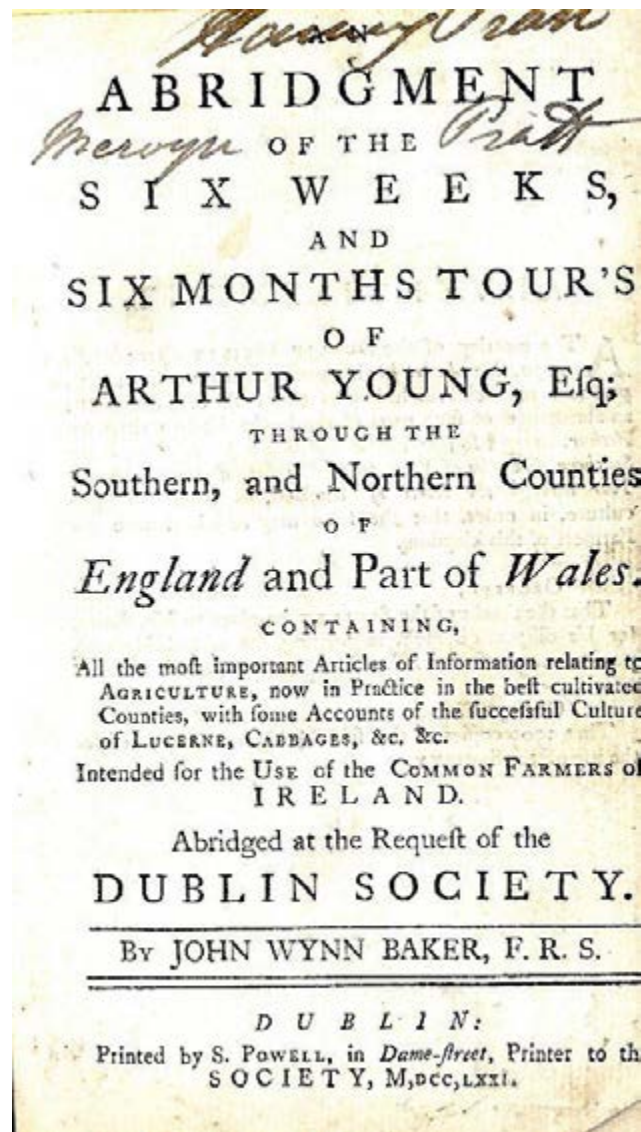 AN
ABRIDGMENT
Mervyn OF THE Pratt
SIX WEEKS,
AND
SIX MONTHS TOUR'S
OF
ARTHUR YOUNG, Eſq;
THROUGH THE
Southern, and Northern Counties
OF
England and Part of Wales.
CONTAINING,
All the moſt important Articles of Information relating to
AGRICULTURE, now in Practice in the beſt cultivated
Counties, with ſome Accounts of the ſucceſsful Culture
of LUCERNE, CABBAGES, &c. &c.
Intended for the USE of the COMMON FARMERS of
IRELAND.
Abridged at the Requeſt of the
DUBLIN SOCIETY.
By JOHN WYNN BAKER, F. R. S.
DUBLIN:
Printed by S. POWELL, in Dame-ſtreet, Printer to th
SOCIETY, M,DCC,LXXI.